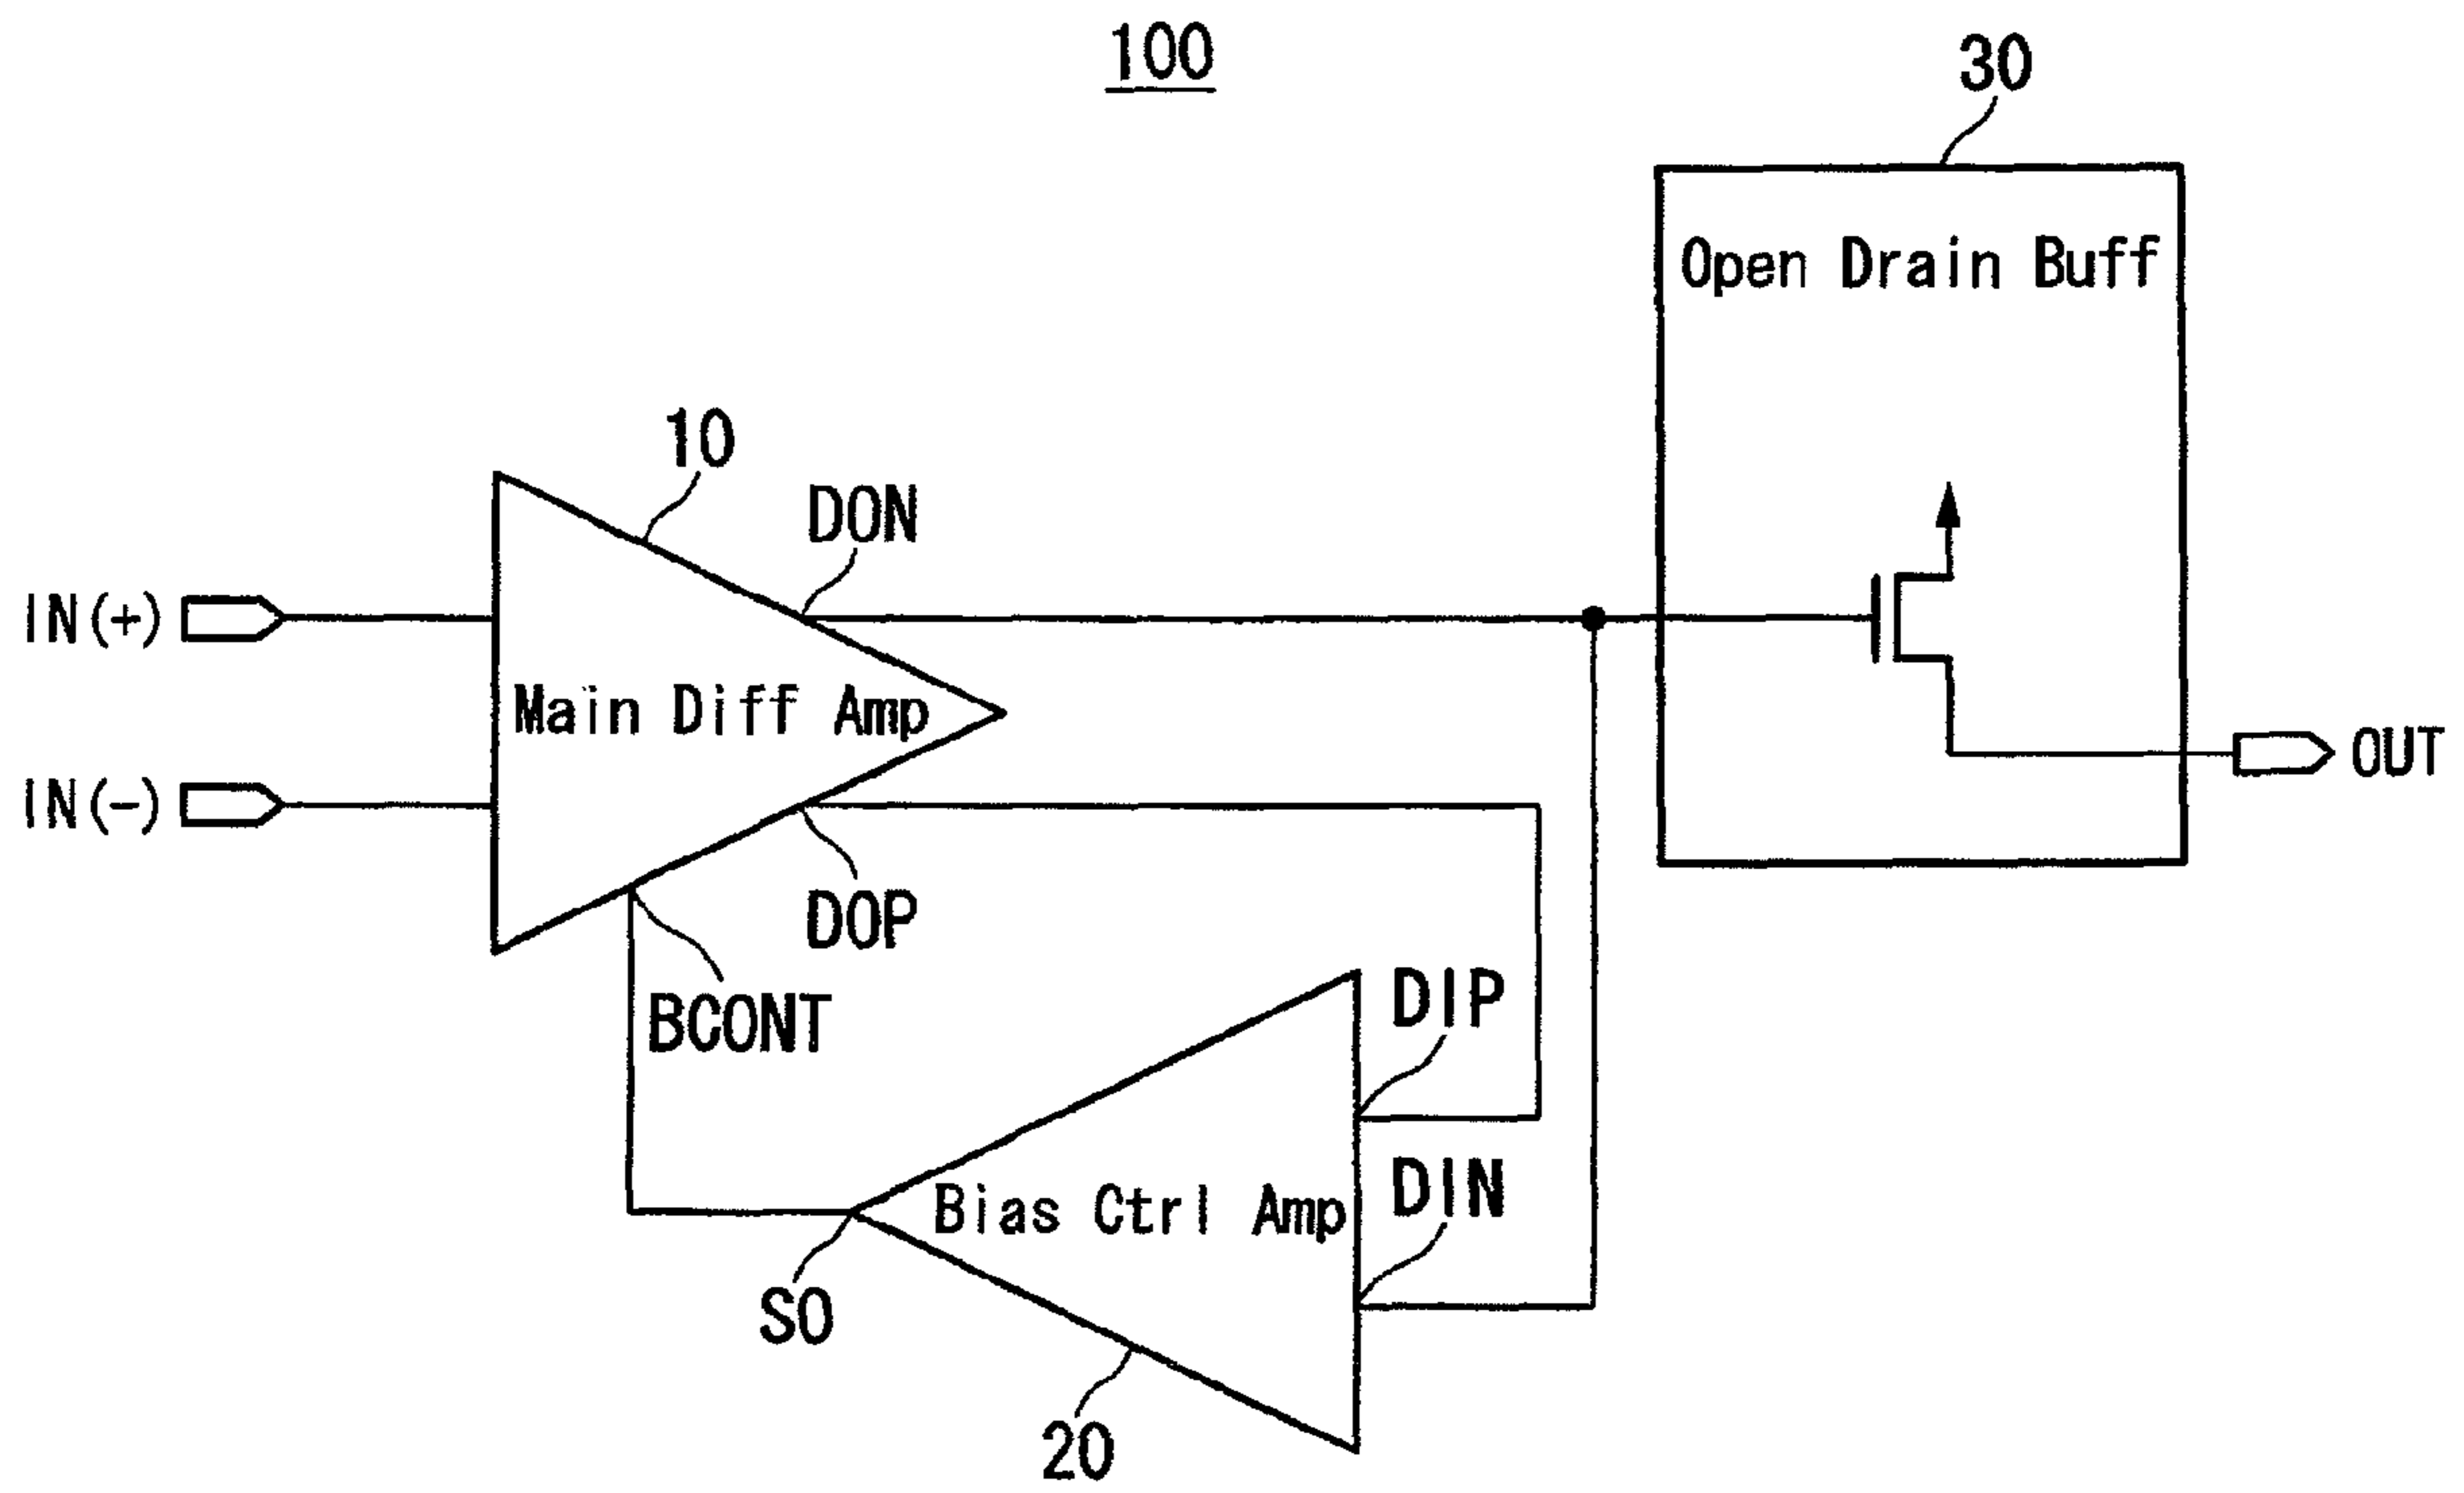 100
30
Open Drain Buff
10
DON
IN(+)
Main Diff Amp
OUT
IN(-)
DOP
DIP
BCONT
DIN
Bias Ctrl Amp
SO
20